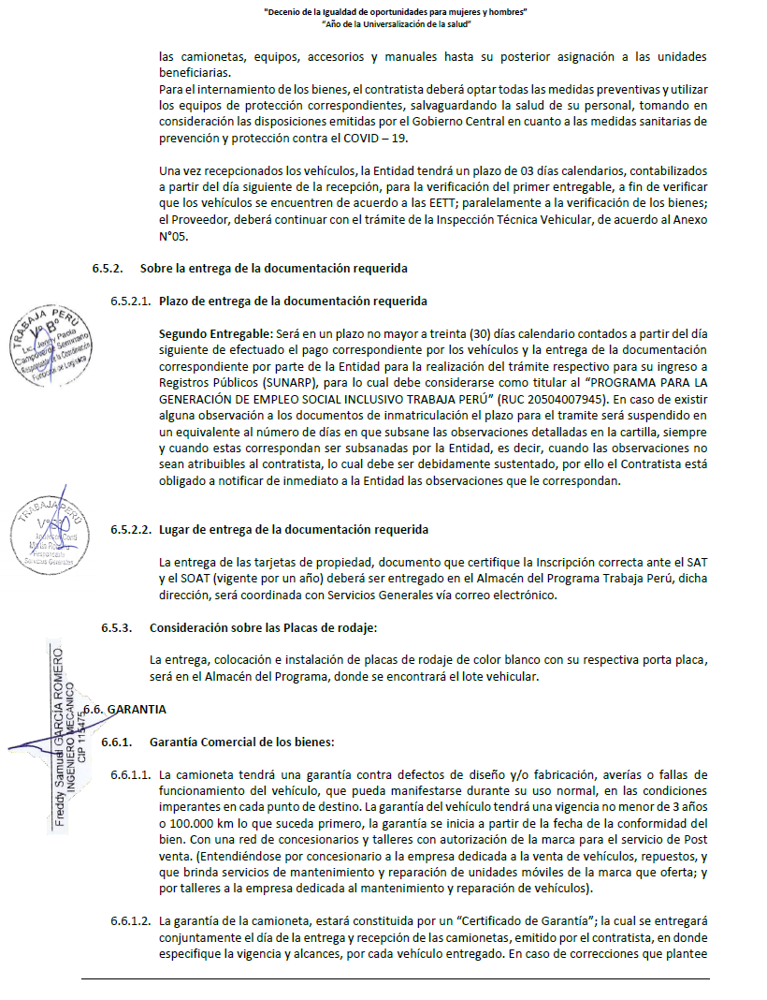 "Decenio de la Igualdad de oportunidades para mujeres y hombres"
"Año de la Universalización de la salud"
las camionetas, equipos, accesorios y manuales hasta su posterior asignación a las unidades
beneficiarias.
Para el internamiento de los bienes, el contratista deberá optar todas las medidas preventivas y utilizar
los equipos de protección correspondientes, salvaguardando la salud de su personal, tomando en
consideración las disposiciones emitidas por el Gobierno Central en cuanto a las medidas sanitarias de
prevención y protección contra el COVID – 19.
Una vez recepcionados los vehículos, la Entidad tendrá un plazo de 03 días calendarios, contabilizados
a partir del día siguiente de la recepción, para la verificación del primer entregable, a fin de verificar
que los vehículos se encuentren de acuerdo a las EETT; paralelamente a la verificación de los bienes;
el Proveedor, deberá continuar con el trámite de la Inspección Técnica Vehicular, de acuerdo al Anexo
N°05.
6.5.2. Sobre la entrega de la documentación requerida
6.5.2.1. Plazo de entrega de la documentación requerida
TRABAJA PERÚ
V°B°
Lic. Jenny Paola
Campover de Seminario
Responsable de la Coordinación
Funcional de Logística
Segundo Entregable: Será en un plazo no mayor a treinta (30) días calendario contados a partir del día
siguiente de efectuado el pago correspondiente por los vehículos y la entrega de la documentación
correspondiente por parte de la Entidad para la realización del trámite respectivo para su ingreso a
Registros Públicos (SUNARP), para lo cual debe considerarse como titular al "PROGRAMA PARA LA
GENERACIÓN DE EMPLEO SOCIAL INCLUSIVO TRABAJA PERÚ" (RUC 20504007945). En caso de existir
alguna observación a los documentos de inmatriculación el plazo para el tramite será suspendido en
un equivalente al número de días en que subsane las observaciones detalladas en la cartilla, siempre
y cuando estas correspondan ser subsanadas por la Entidad, es decir, cuando las observaciones no
sean atribuibles al contratista, lo cual debe ser debidamente sustentado, por ello el Contratista está
obligado a notificar de inmediato a la Entidad las observaciones que le correspondan.
TRABAJA PERÚ
Responsable
Servicios Generales
6.5.2.2. Lugar de entrega de la documentación requerida
La entrega de las tarjetas de propiedad, documento que certifique la Inscripción correcta ante el SAT
y el SOAT (vigente por un año) deberá ser entregado en el Almacén del Programa Trabaja Perú, dicha
dirección, será coordinada con Servicios Generales vía correo electrónico.
6.5.3. Consideración sobre las Placas de rodaje:
La entrega, colocación e instalación de placas de rodaje de color blanco con su respectiva porta placa,
será en el Almacén del Programa, donde se encontrará el lote vehicular.
Freddy Samuel GARCÍA ROMERO
INGENIERO MECANICO
CIP 115475
6.6. GARANTIA
6.6.1. Garantía Comercial de los bienes:
6.6.1.1. La camioneta tendrá una garantía contra defectos de diseño y/o fabricación, averías o fallas de
funcionamiento del vehículo, que pueda manifestarse durante su uso normal, en las condiciones
imperantes en cada punto de destino. La garantía del vehículo tendrá una vigencia no menor de 3 años
o 100.000 km lo que suceda primero, la garantía se inicia a partir de la fecha de la conformidad del
bien. Con una red de concesionarios y talleres con autorización de la marca para el servicio de Post
venta. (Entendiéndose por concesionario a la empresa dedicada a la venta de vehículos, repuestos, y
que brinda servicios de mantenimiento y reparación de unidades móviles de la marca que oferta; y
por talleres a la empresa dedicada al mantenimiento y reparación de vehículos).
6.6.1.2. La garantía de la camioneta, estará constituida por un "Certificado de Garantía"; la cual se entregará
conjuntamente el día de la entrega y recepción de las camionetas, emitido por el contratista, en donde
especifique la vigencia y alcances, por cada vehículo entregado. En caso de correcciones que plantee